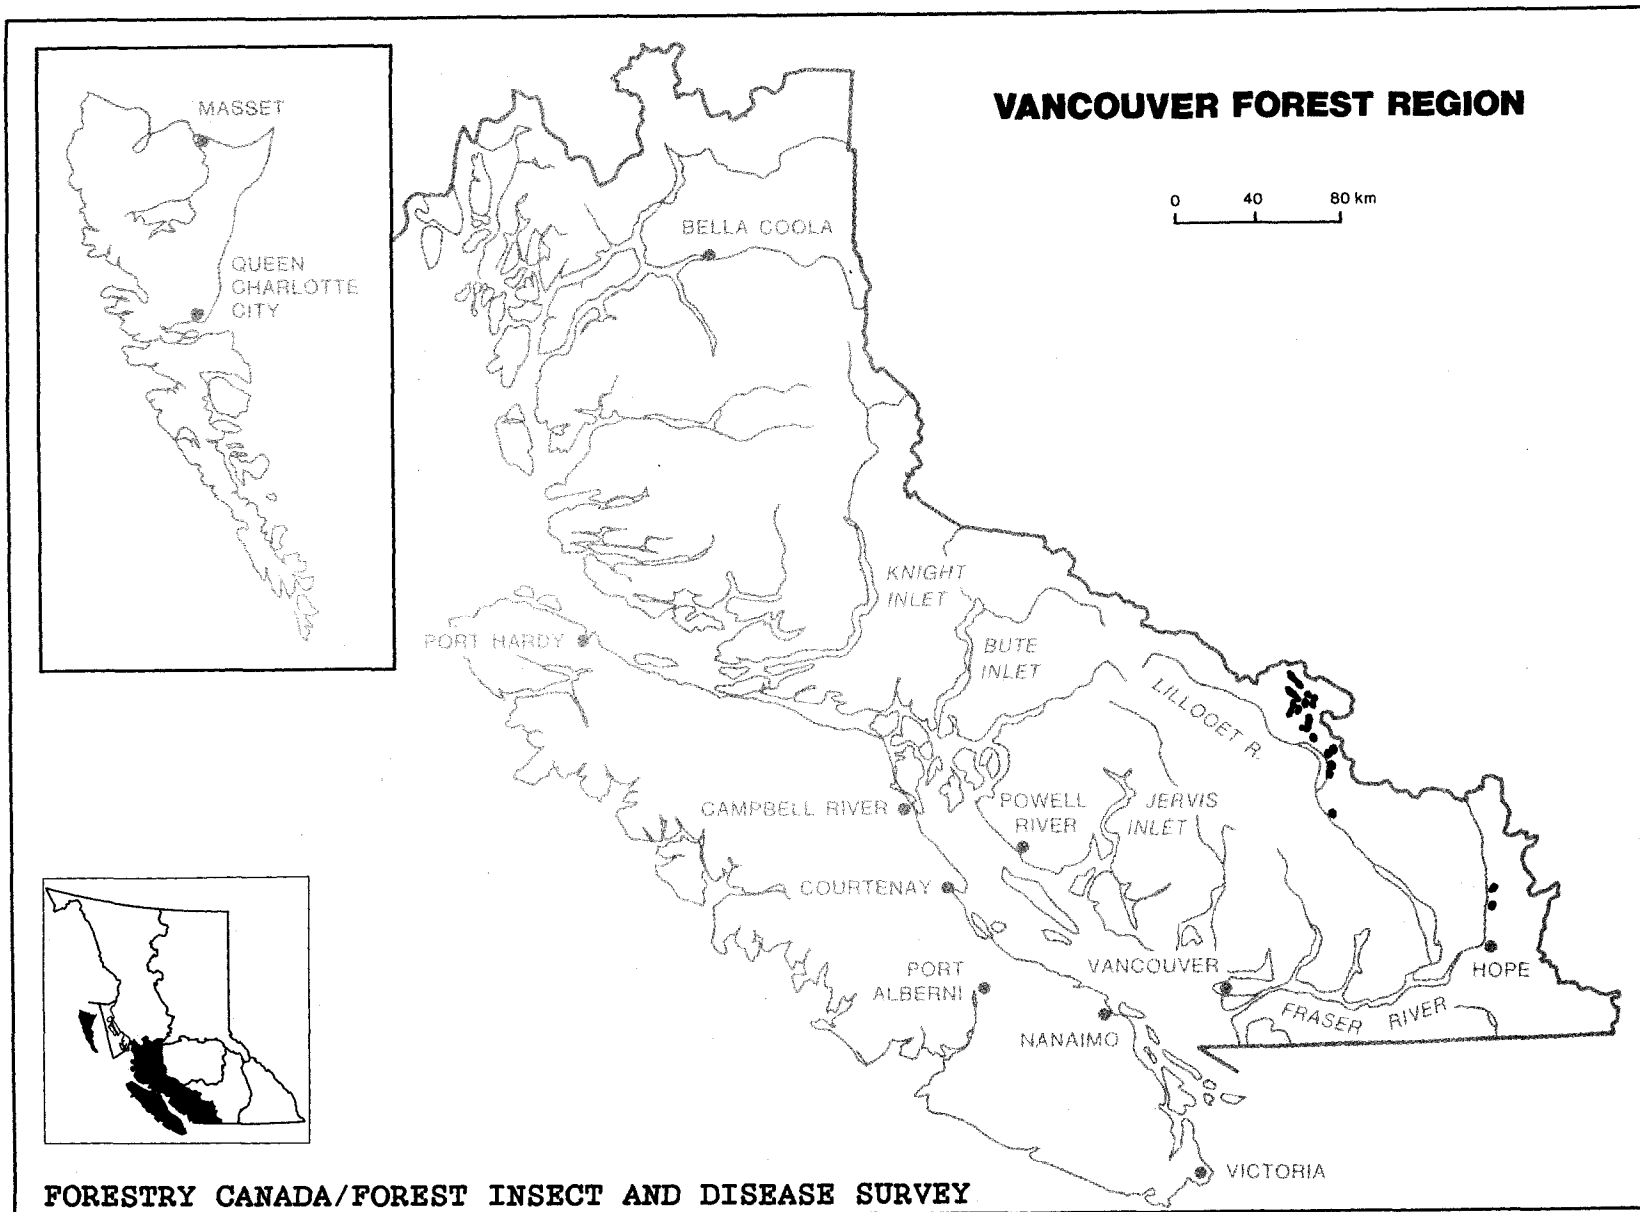 VANCOUVER FOREST REGION
0 40 80 km
MASSET
QUEEN
CHARLOTTE
CITY
BELLA COOLA
KNIGHT
INLET
PORT HARDY
BUTE
INLET
LILLOOET R.
CAMPBELL RIVER
POWELL
RIVER
JERVIS
INLET
COURTENAY
PORT
ALBERNI
VANCOUVER
HOPE
FRASER RIVER
NANAIMO
VICTORIA
FORESTRY CANADA/FOREST INSECT AND DISEASE SURVEY